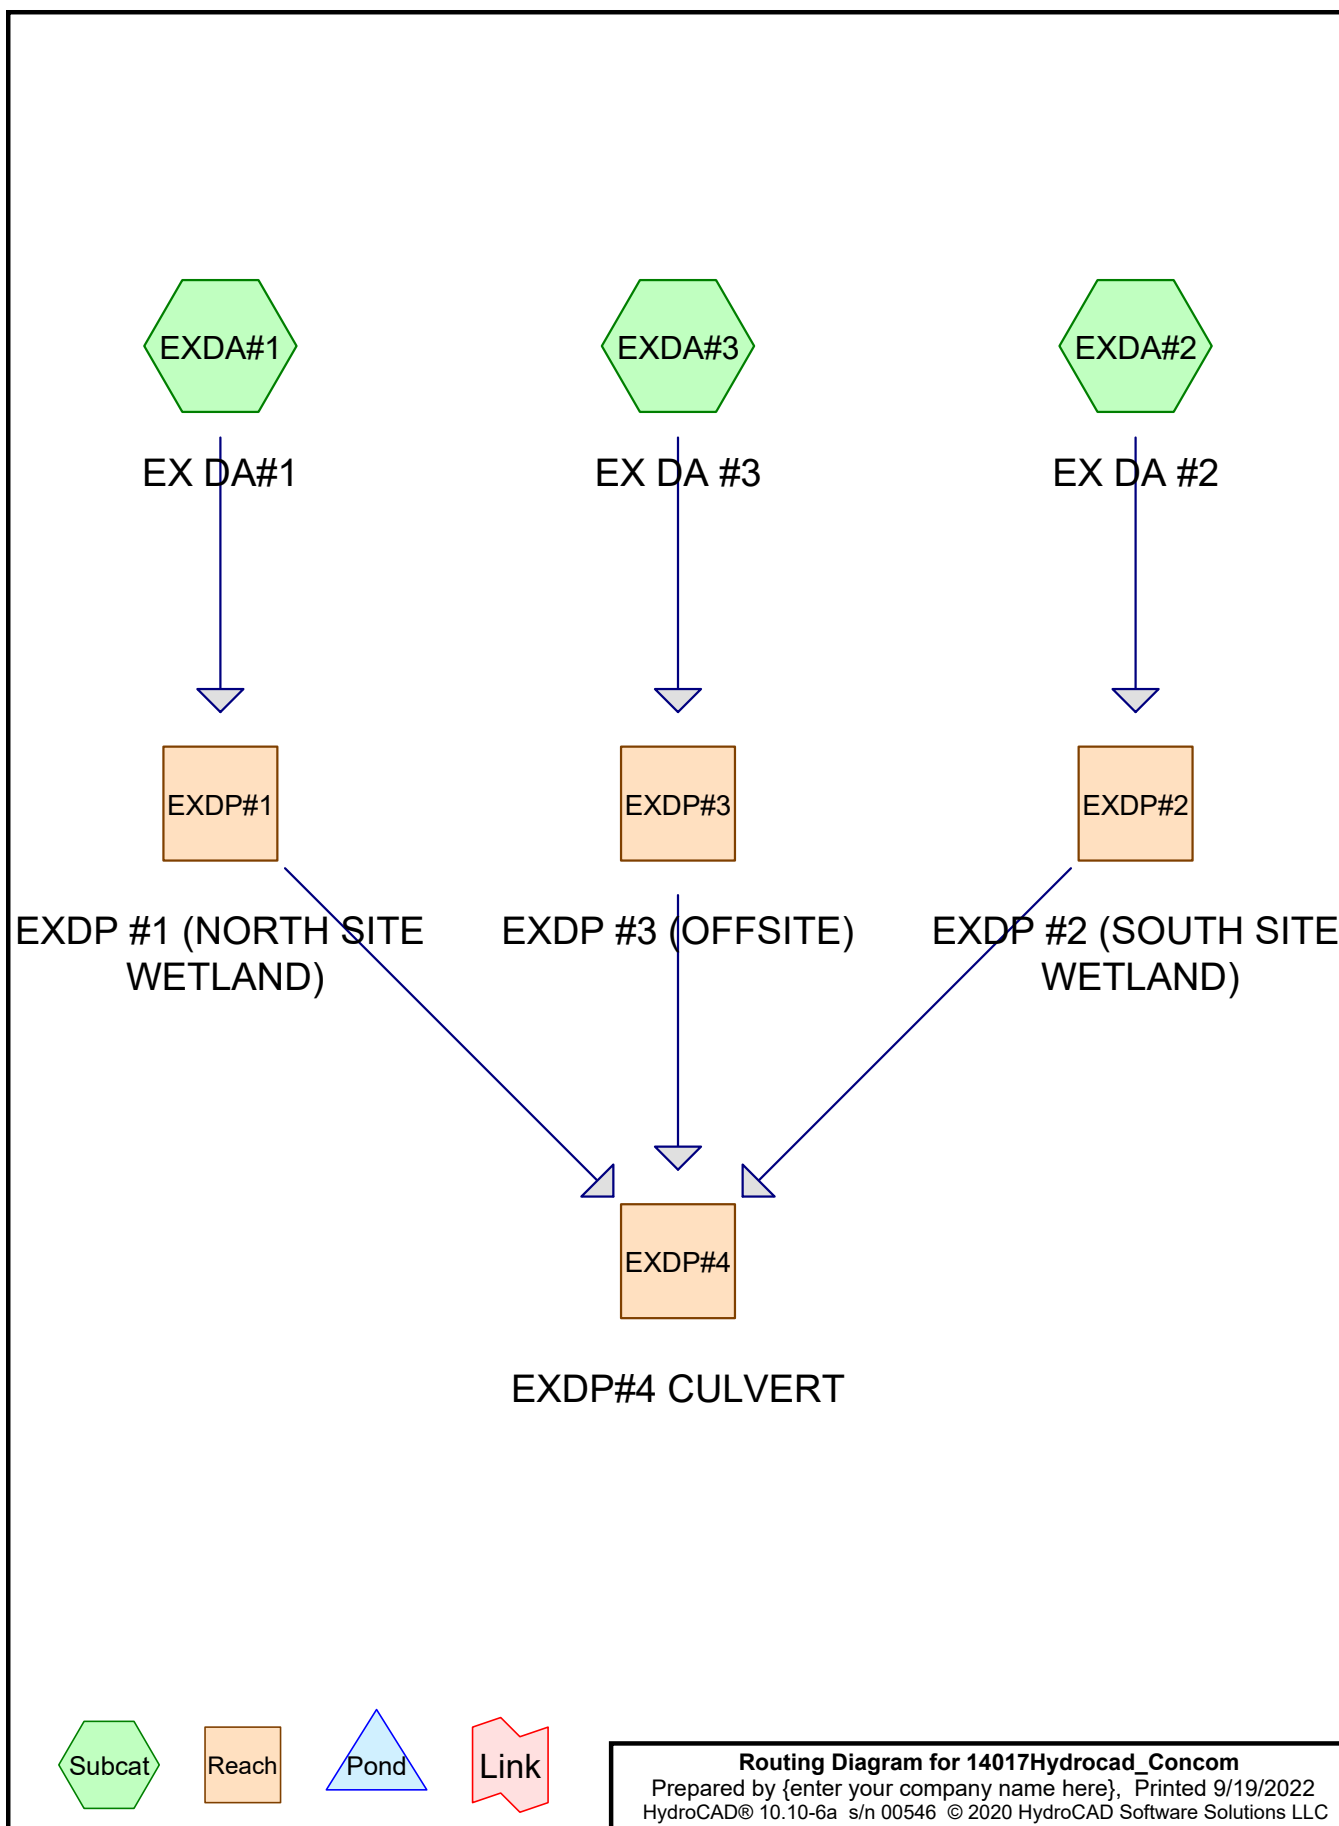 EXDA#1
EXDA#3
EXDA#2
EX DA#1
EX DA #3
EX DA #2
EXDP#1
EXDP#3
EXDP#2
EXDP #1 (NORTH SITE
WETLAND)
EXDP #3 (OFFSITE)
EXDP #2 (SOUTH SITE
WETLAND)
EXDP#4
EXDP#4 CULVERT
Subcat
Reach
Pond
Link
Routing Diagram for 14017Hydrocad_Concom
Prepared by {enter your company name here}, Printed 9/19/2022
HydroCAD® 10.10-6a s/n 00546 © 2020 HydroCAD Software Solutions LLC